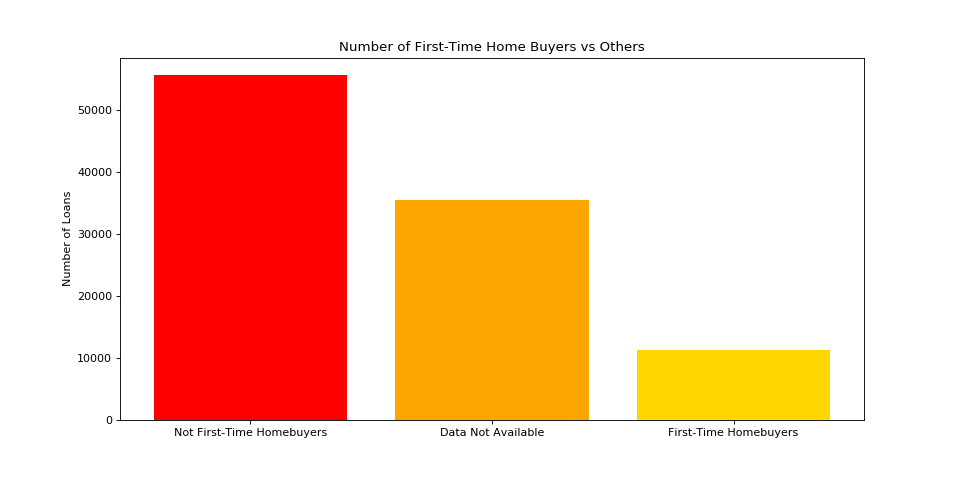 Number of First-Time Home Buyers vs Others
Number of Loans
50000
40000
30000
20000
10000
0
Not First-Time Homebuyers
Data Not Available
First-Time Homebuyers